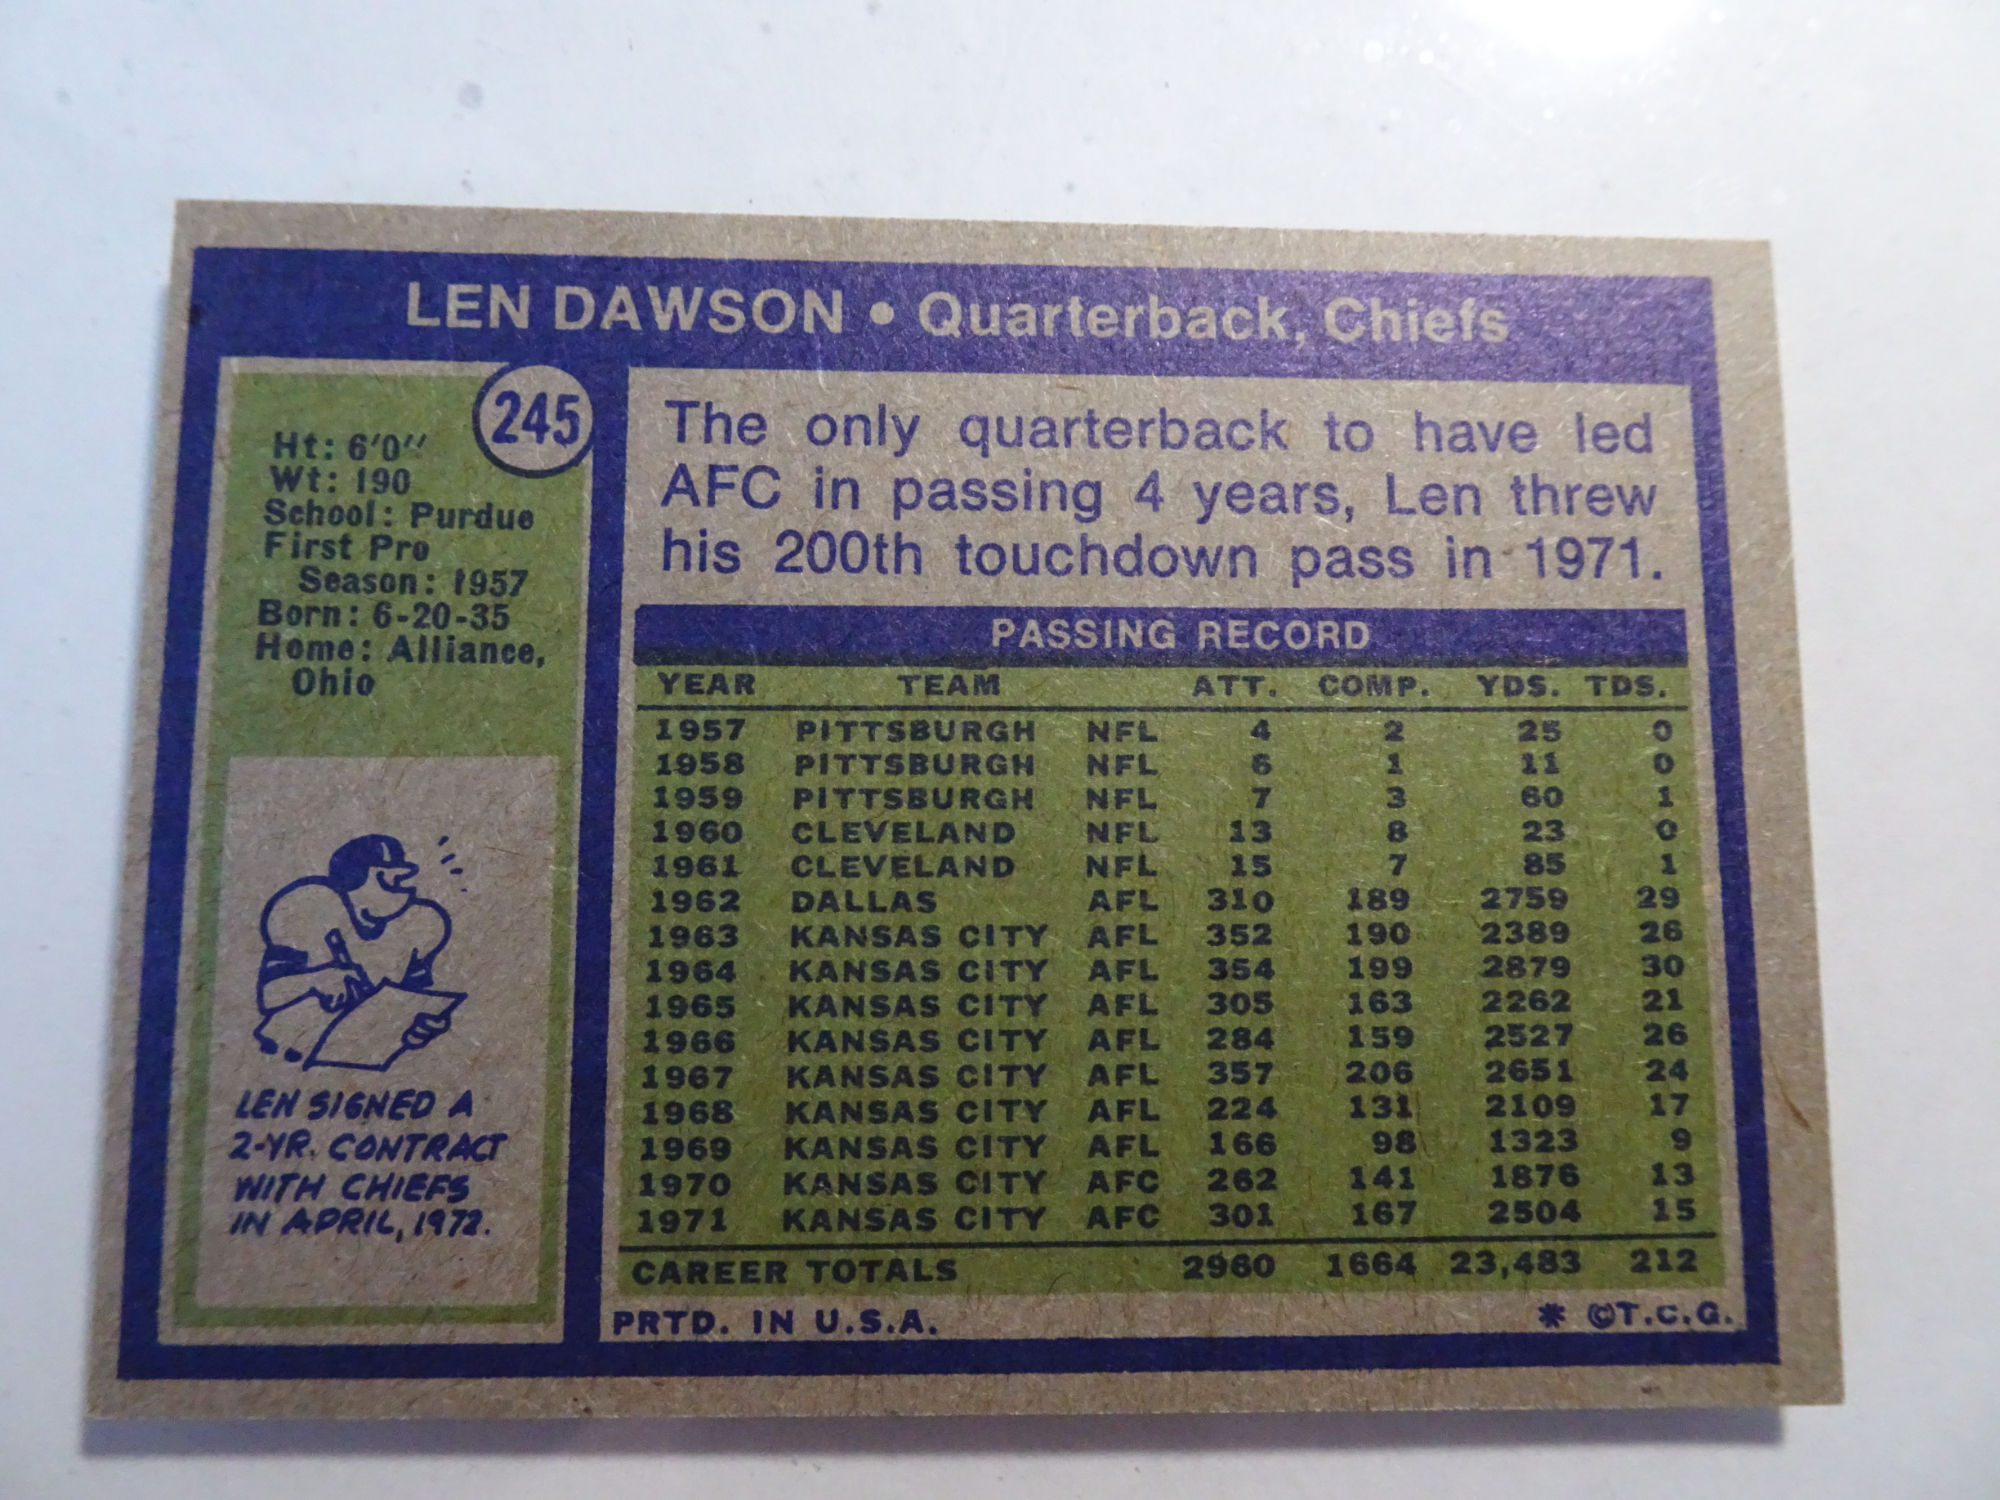 LEN DAWSON • Quarterback, Chiefs
245
Ht: 6'0"
Wt: 190
School: Purdue
First Pro
Season: 1957
Born: 6-20-35
Home: Alliance,
Ohio
LEN SIGNED A
2-YR. CONTRACT
WITH CHIEFS
IN APRIL, 1972.
The only quarterback to have led
AFC in passing 4 years, Len threw
his 200th touchdown pass in 1971.
PASSING RECORD
YEAR TEAM ATT. COMP. YDS. TDS.
1957 PITTSBURGH NFL 4 2 25 0
1958 PITTSBURGH NFL 6 1 11 0
1959 PITTSBURGH NFL 7 3 60 1
1960 CLEVELAND NFL 13 8 23 0
1961 CLEVELAND NFL 15 7 85 1
1962 DALLAS AFL 310 189 2759 29
1963 KANSAS CITY AFL 352 190 2389 26
1964 KANSAS CITY AFL 354 199 2879 30
1965 KANSAS CITY AFL 305 163 2262 21
1966 KANSAS CITY AFL 284 159 2527 26
1967 KANSAS CITY AFL 357 206 2651 24
1968 KANSAS CITY AFL 224 131 2109 17
1969 KANSAS CITY AFL 166 98 1323 9
1970 KANSAS CITY AFC 262 141 1876 13
1971 KANSAS CITY AFC 301 167 2504 15
CAREER TOTALS 2960 1664 23,483 212
PRTD. IN U.S.A. * ©T.C.G.